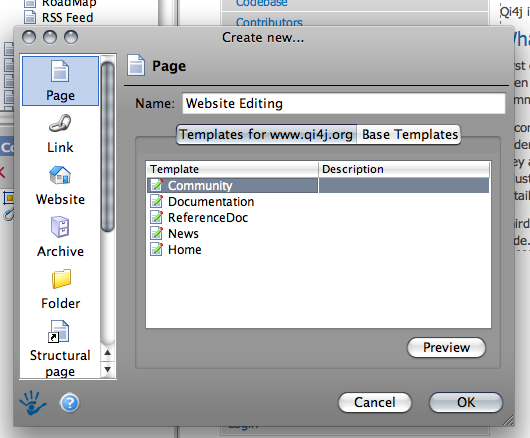 RoadMap
RSS Feed
Codebase
Contributors
Qi4j i
Create new...
Page
Link
Website
Archive
Folder
Structural
page
Page
Name: Website Editing
Templates for www.qi4j.org Base Templates
Template Description
Community
Documentation
ReferenceDoc
News
Home
Preview
Cancel OK
Login